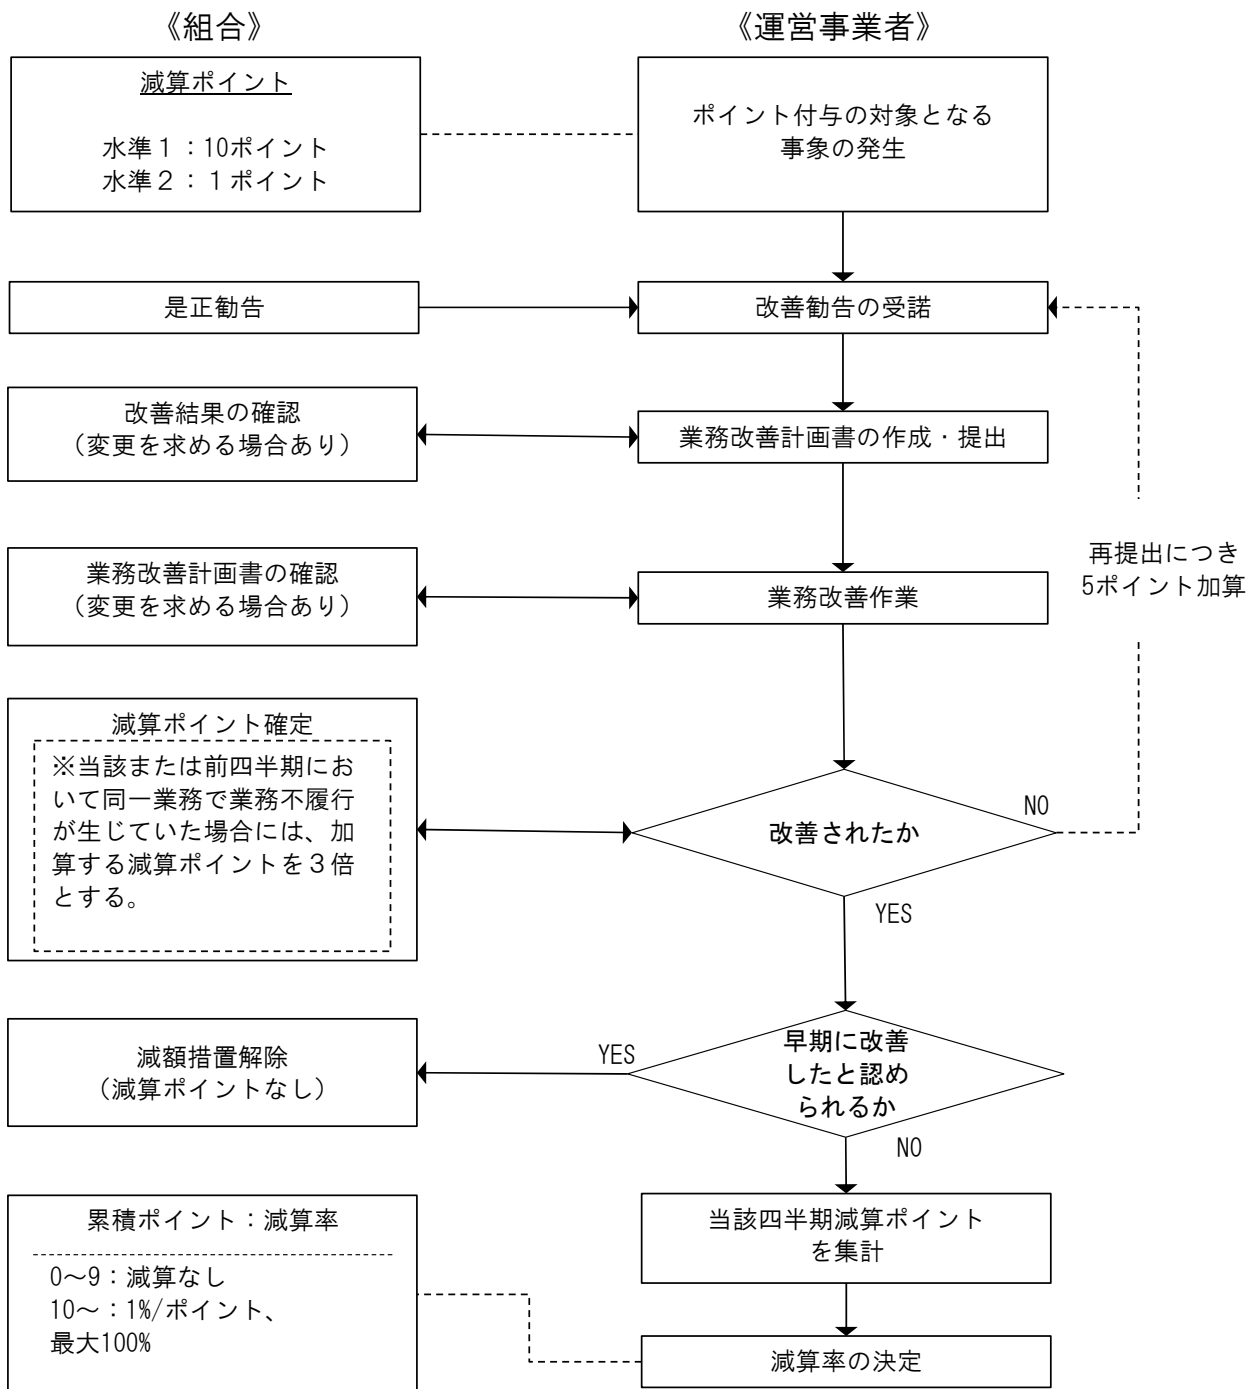 《組合》
《運営事業者》
減算ポイント
水準１：10ポイント
水準２：１ポイント
ポイント付与の対象となる
事象の発生
是正勧告
改善勧告の受諾
改善結果の確認
（変更を求める場合あり）
業務改善計画書の作成・提出
業務改善計画書の確認
（変更を求める場合あり）
業務改善作業
再提出につき
5ポイント加算
減算ポイント確定
※当該または前四半期にお
いて同一業務で業務不履行
が生じていた場合には、加
算する減算ポイントを３倍
とする。
改善されたか
NO
YES
減額措置解除
（減算ポイントなし）
YES
早期に改善
したと認め
られるか
NO
累積ポイント：減算率
0～9：減算なし
10～：1%/ポイント、
最大100%
当該四半期減算ポイント
を集計
減算率の決定